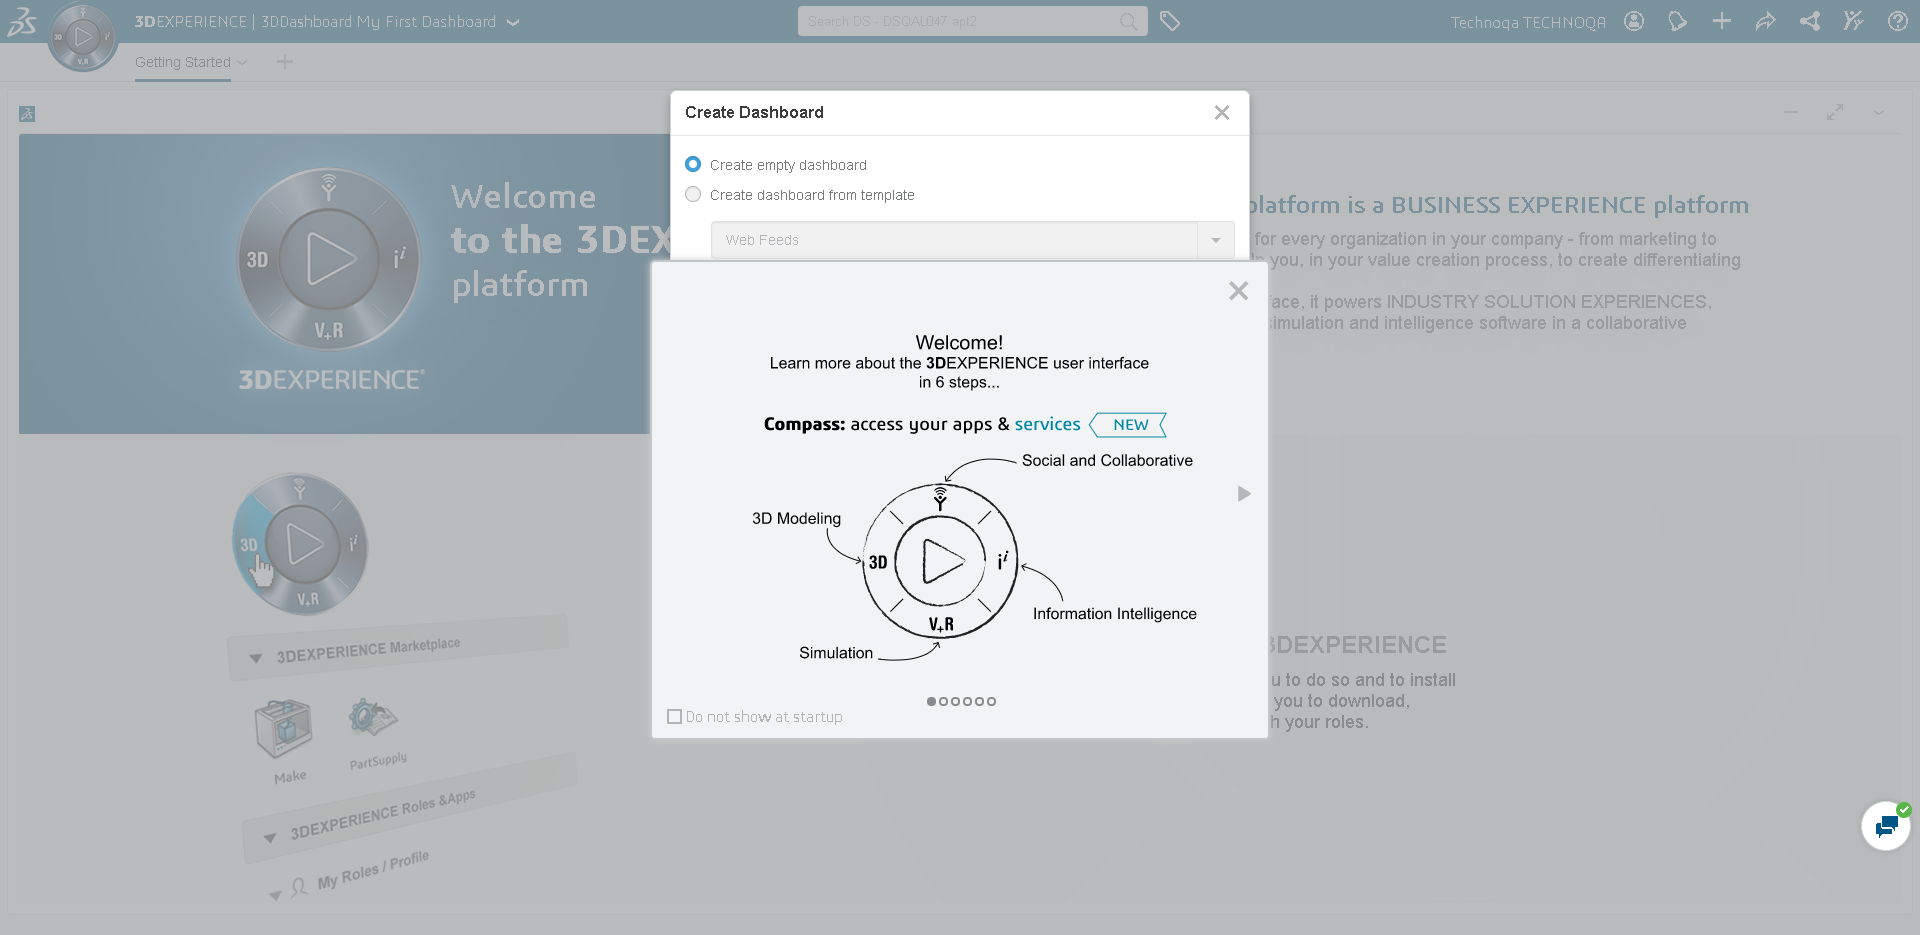 3DEXPERIENCE | 3DDashboard My First Dashboard
Search DS - DSQAL047 apt2
Technoqa TECHNOQA
Getting Started
Create Dashboard
Create empty dashboard
Create dashboard from template
Web Feeds
Welcome
to the 3DEX
platform
3D
V+R
3DEXPERIENCE
platform is a BUSINESS EXPERIENCE platform
for every organization in your company - from marketing to
you, in your value creation process, to create differentiating
face, it powers INDUSTRY SOLUTION EXPERIENCES,
simulation and intelligence software in a collaborative
Welcome!
Learn more about the 3DEXPERIENCE user interface
in 6 steps...
Compass: access your apps & services NEW
Social and Collaborative
3D Modeling
3D
V+R
Information Intelligence
Simulation
Do not show at startup
3D
V+R
3DEXPERIENCE Marketplace
Make
PartSupply
3DEXPERIENCE Roles &Apps
My Roles / Profile
3DEXPERIENCE
u to do so and to install
you to download,
h your roles.